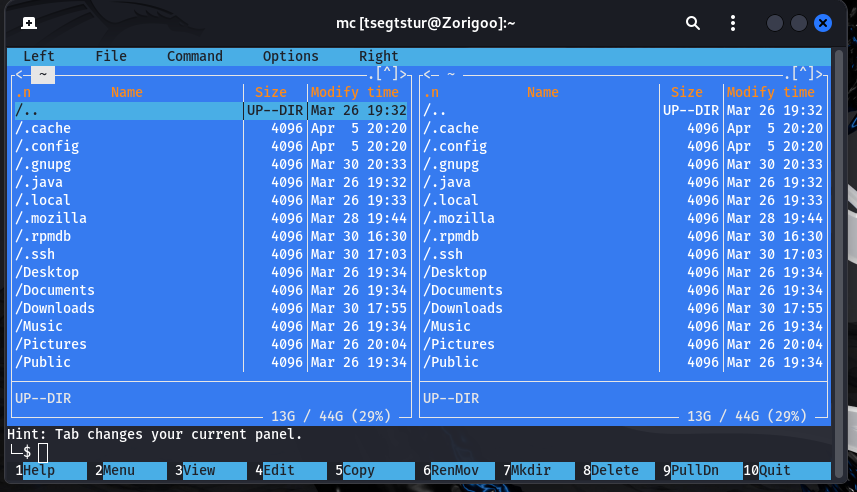 mc [tsegtstur@Zorigoo]:~
Left File Command Options Right
<─ ~ .[^]> <─ ~ .[^]>
.n Name Size Modify time .n Name Size Modify time
/.. UP--DIR Mar 26 19:32 /.. UP--DIR Mar 26 19:32
/.cache 4096 Apr 5 20:20 /.cache 4096 Apr 5 20:20
/.config 4096 Apr 5 20:20 /.config 4096 Apr 5 20:20
/.gnupg 4096 Mar 30 20:33 /.gnupg 4096 Mar 30 20:33
/.java 4096 Mar 26 19:32 /.java 4096 Mar 26 19:32
/.local 4096 Mar 26 19:33 /.local 4096 Mar 26 19:33
/.mozilla 4096 Mar 28 19:44 /.mozilla 4096 Mar 28 19:44
/.rpmdb 4096 Mar 30 16:30 /.rpmdb 4096 Mar 30 16:30
/.ssh 4096 Mar 30 17:03 /.ssh 4096 Mar 30 17:03
/Desktop 4096 Mar 26 19:34 /Desktop 4096 Mar 26 19:34
/Documents 4096 Mar 26 19:34 /Documents 4096 Mar 26 19:34
/Downloads 4096 Mar 30 17:55 /Downloads 4096 Mar 30 17:55
/Music 4096 Mar 26 19:34 /Music 4096 Mar 26 19:34
/Pictures 4096 Mar 26 20:04 /Pictures 4096 Mar 26 20:04
/Public 4096 Mar 26 19:34 /Public 4096 Mar 26 19:34
UP--DIR UP--DIR
13G / 44G (29%) 13G / 44G (29%)
Hint: Tab changes your current panel.
└─$
1Help 2Menu 3View 4Edit 5Copy 6RenMov 7Mkdir 8Delete 9PullDn 10Quit